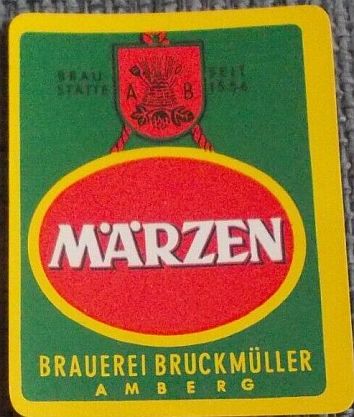 BRAU SEIT
STÄTTE A B 1556
MÄRZEN
BRAUEREI BRUCKMÜLLER
AMBERG